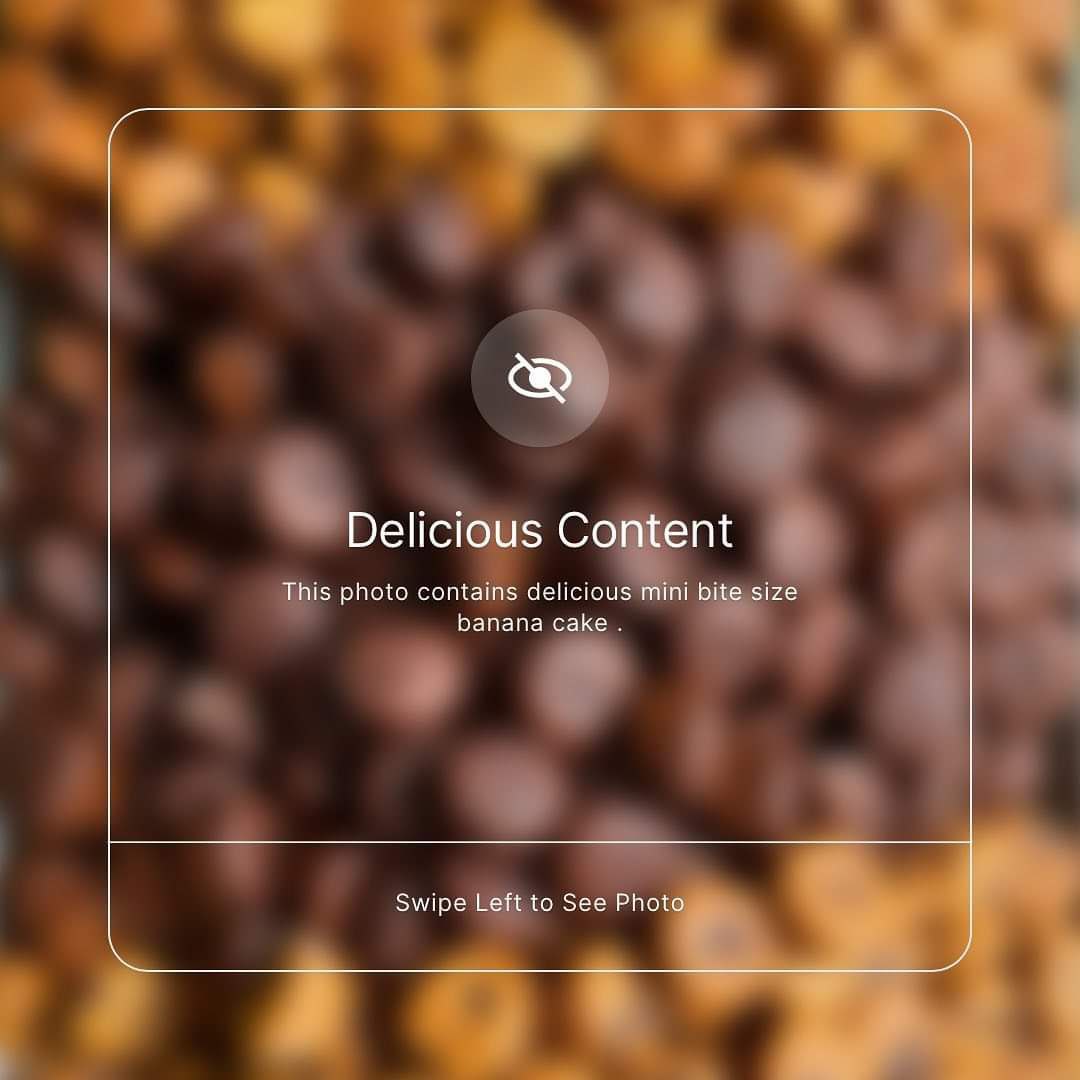 Delicious Content
This photo contains delicious mini bite size
banana cake .
Swipe Left to See Photo